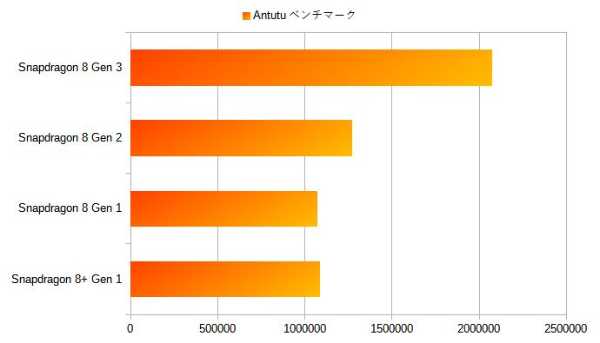 Antutu ベンチマーク
Snapdragon 8 Gen 3
Snapdragon 8 Gen 2
Snapdragon 8 Gen 1
Snapdragon 8+ Gen 1
0 500000 1000000 1500000 2000000 2500000